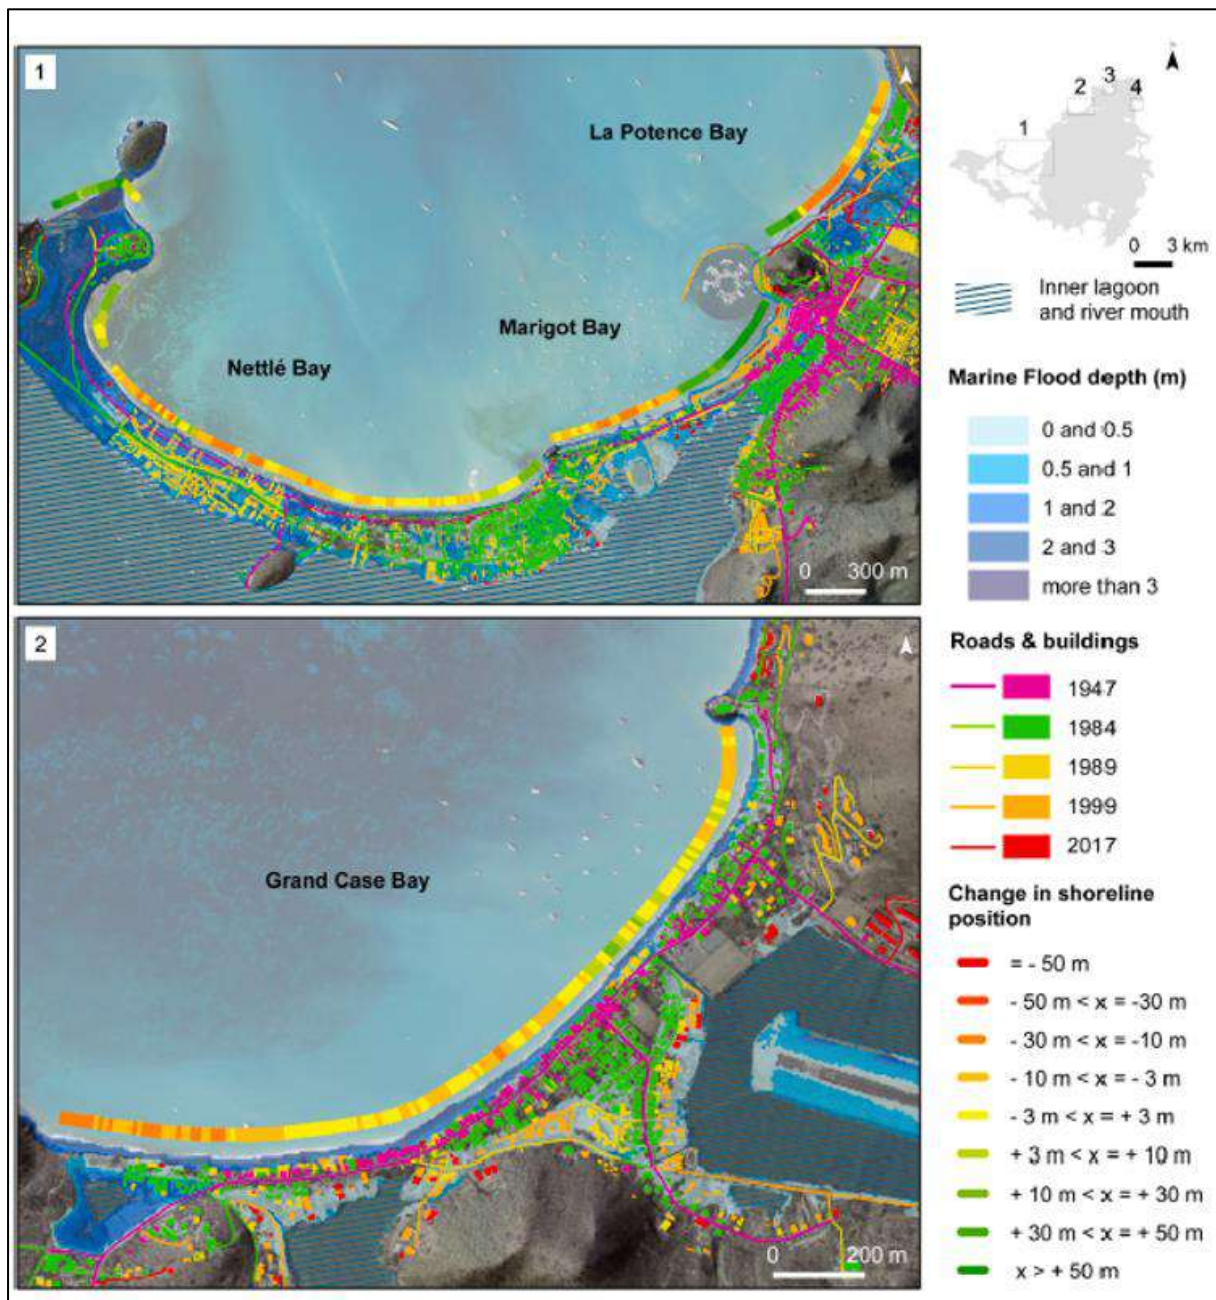 1
La Potence Bay
Marigot Bay
Nettlé Bay
0 300 m
2
Grand Case Bay
0 200 m
1
2
3
4
0 3 km
Inner lagoon
and river mouth
Marine Flood depth (m)
0 and 0.5
0.5 and 1
1 and 2
2 and 3
more than 3
Roads & buildings
1947
1984
1989
1999
2017
Change in shoreline
position
= - 50 m
- 50 m < x = -30 m
- 30 m < x = -10 m
- 10 m < x = - 3 m
- 3 m < x = + 3 m
+ 3 m < x = + 10 m
+ 10 m < x = + 30 m
+ 30 m < x = + 50 m
x > + 50 m